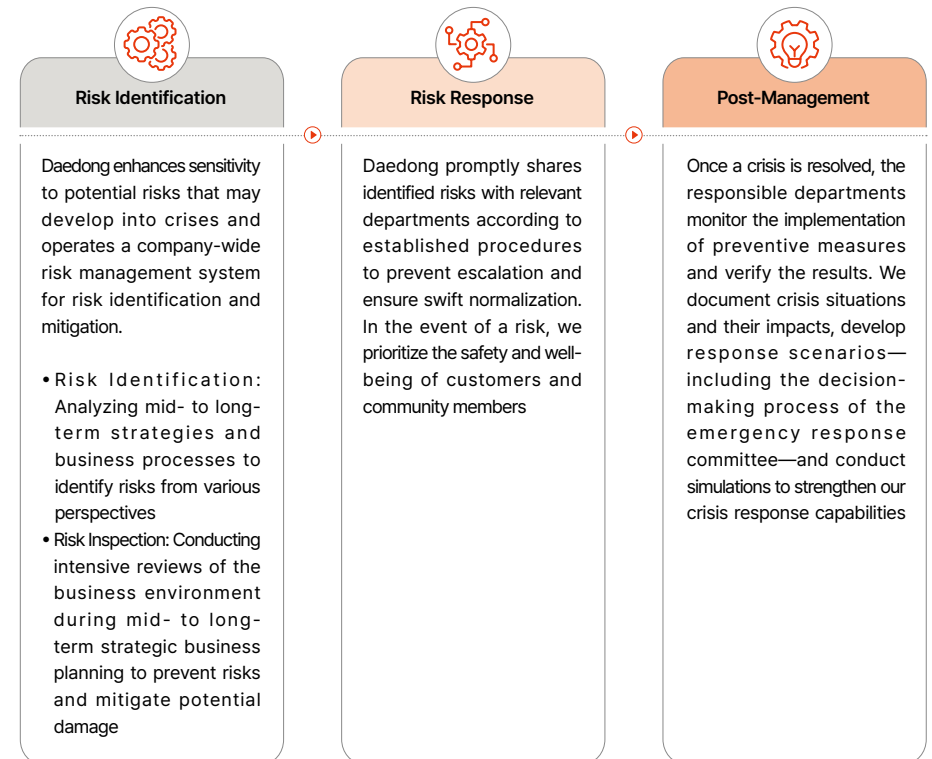 Risk Identification
Daedong enhances sensitivity
to potential risks that may
develop into crises and
operates a company-wide
risk management system
for risk identification and
mitigation.
• Risk Identification:
Analyzing mid- to long-
term strategies and
business processes to
identify risks from various
perspectives
• Risk Inspection: Conducting
intensive reviews of the
business environment
during mid- to long-
term strategic business
planning to prevent risks
and mitigate potential
damage
Risk Response
Daedong promptly shares
identified risks with relevant
departments according to
established procedures
to prevent escalation and
ensure swift normalization.
In the event of a risk, we
prioritize the safety and well-
being of customers and
community members
Post-Management
Once a crisis is resolved, the
responsible departments
monitor the implementation
of preventive measures
and verify the results. We
document crisis situations
and their impacts, develop
response scenarios—
including the decision-
making process of the
emergency response
committee—and conduct
simulations to strengthen our
crisis response capabilities